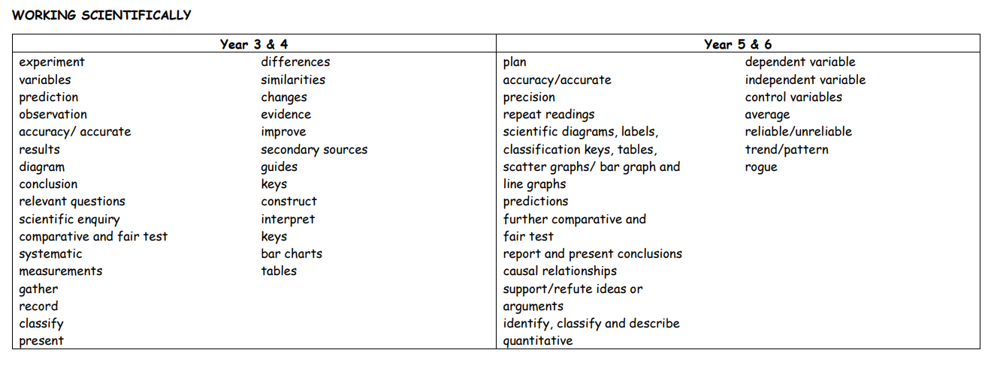 WORKING SCIENTIFICALLY
Year 3 & 4
experiment
variables
prediction
observation
accuracy/ accurate
results
diagram
conclusion
relevant questions
scientific enquiry
comparative and fair test
systematic
measurements
gather
record
classify
present
differences
similarities
changes
evidence
improve
secondary sources
guides
keys
construct
interpret
keys
bar charts
tables
Year 5 & 6
plan
accuracy/accurate
precision
repeat readings
scientific diagrams, labels,
classification keys, tables,
scatter graphs/ bar graph and
line graphs
predictions
further comparative and
fair test
report and present conclusions
causal relationships
support/refute ideas or
arguments
identify, classify and describe
quantitative
dependent variable
independent variable
control variables
average
reliable/unreliable
trend/pattern
rogue